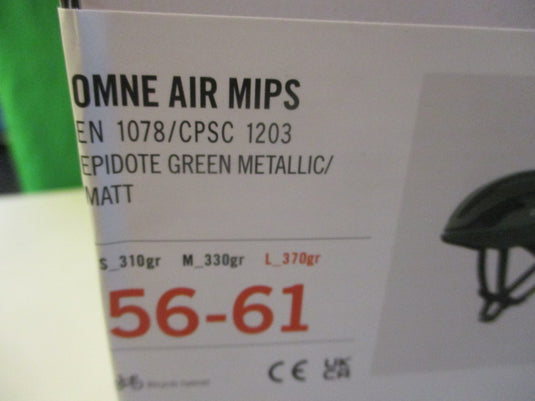 OMNE AIR MIPS
EN 1078/CPSC 1203
EPIDOTE GREEN METALLIC/
MATT
S_310gr M_330gr L_370gr
56-61
CE UK CA